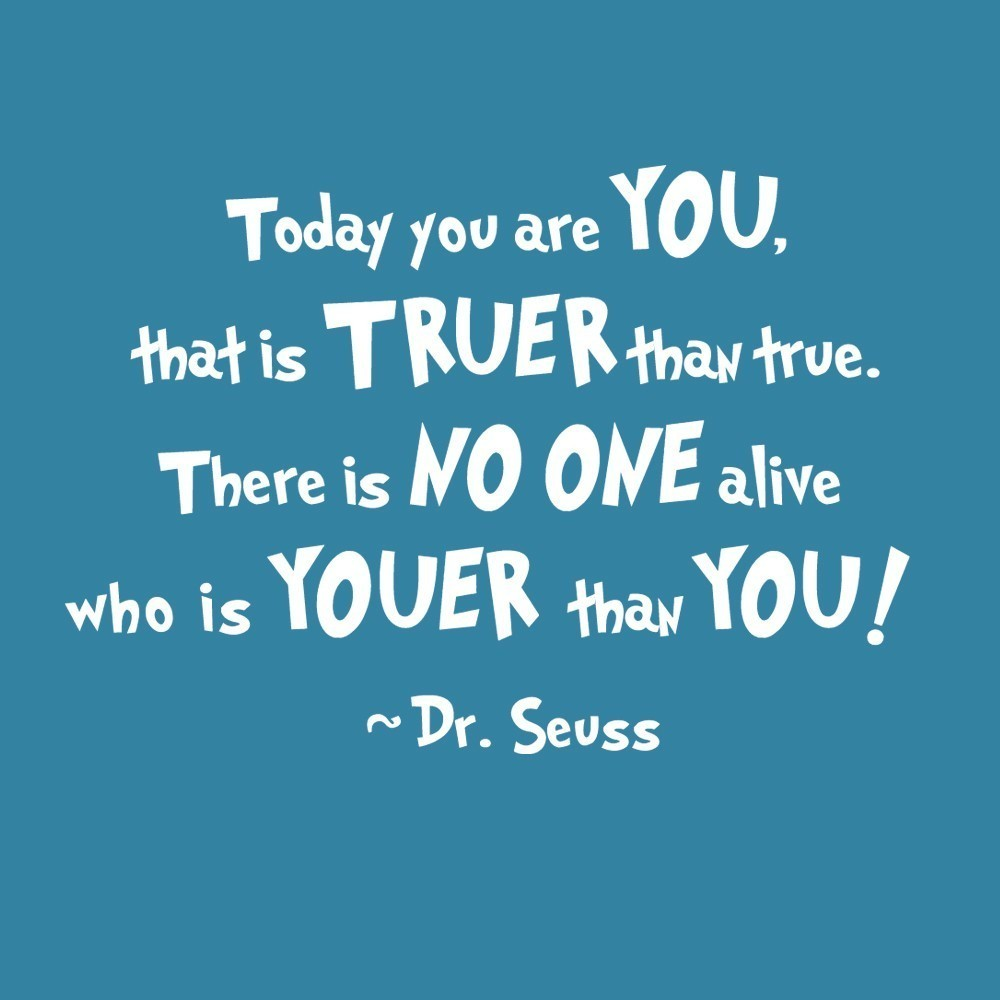 Today you are YOU,
that is TRUER than true.
There is NO ONE alive
who is YOUER than YOU!
~ Dr. Seuss